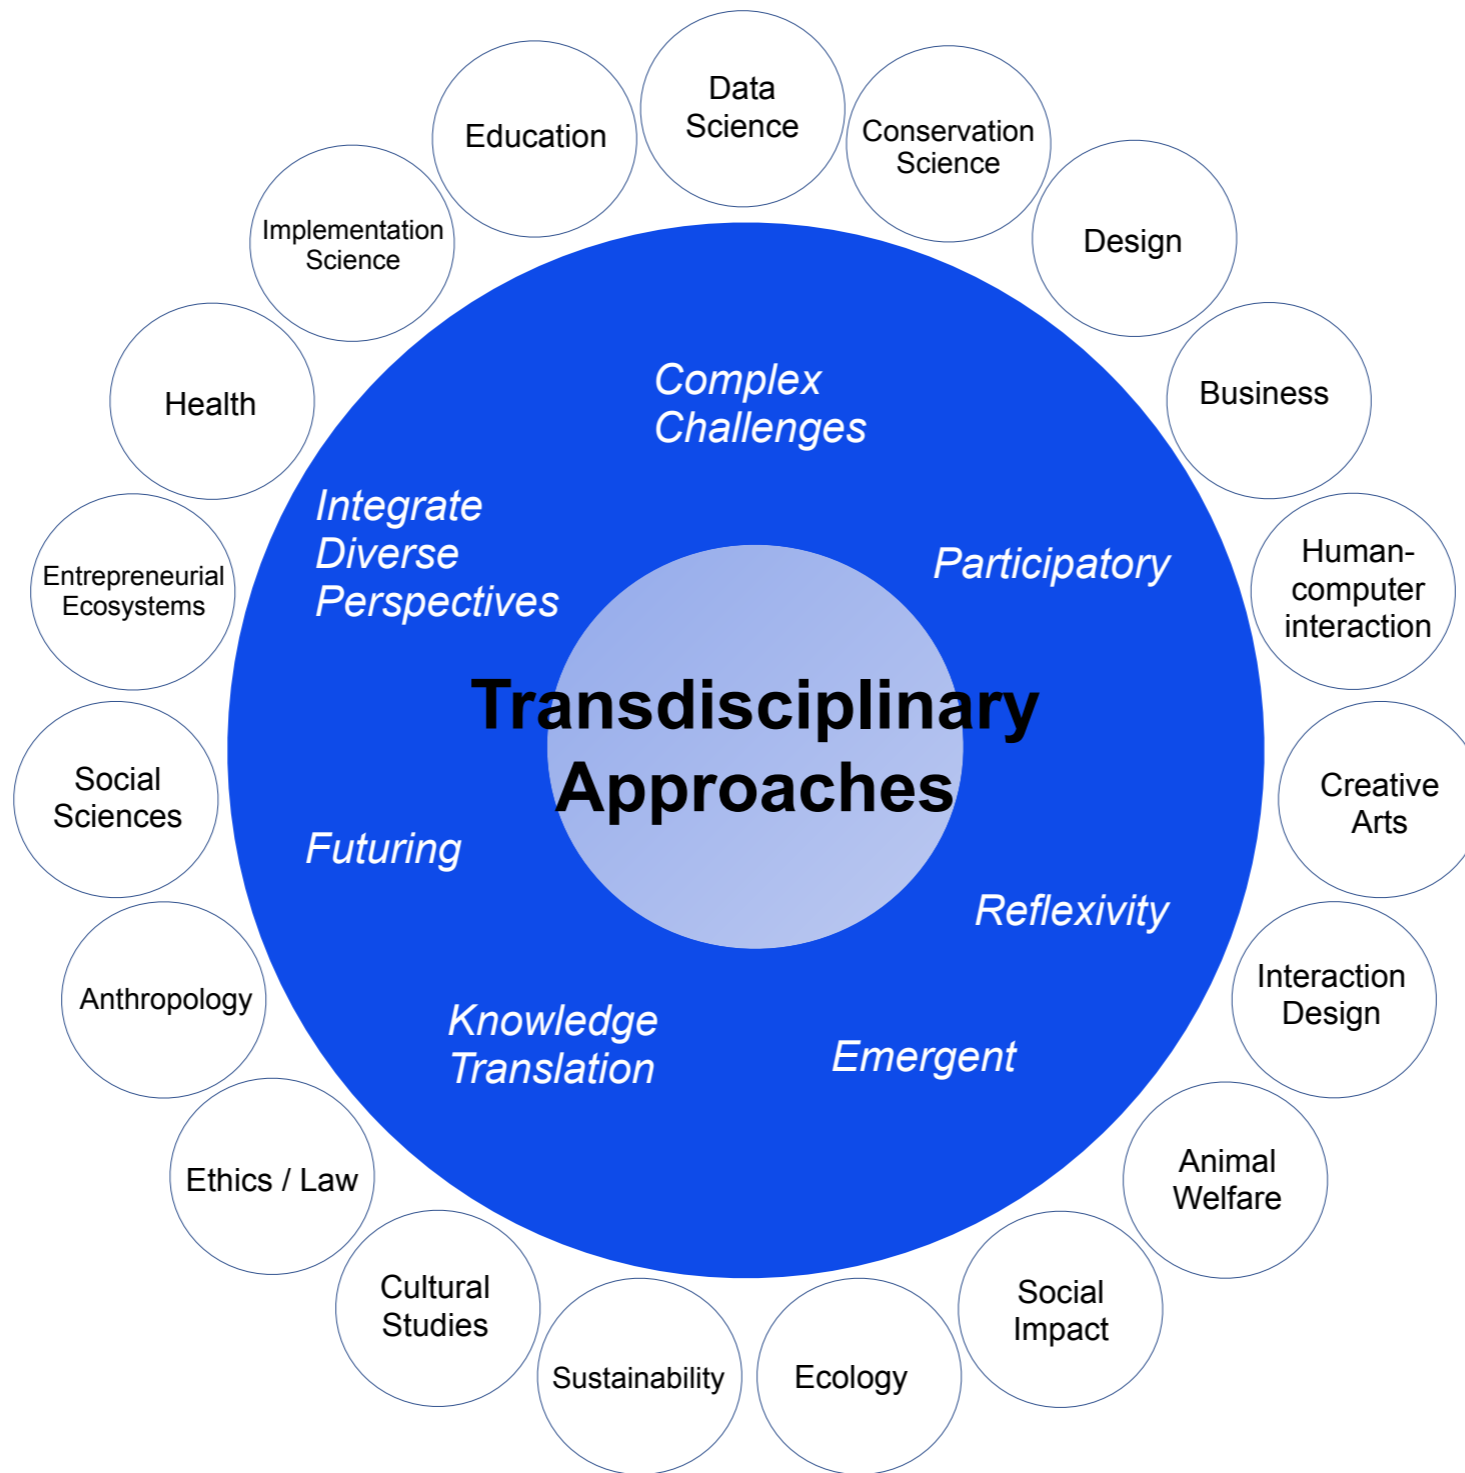 Data
Science
Conservation
Science
Design
Business
Human-
computer
interaction
Creative
Arts
Interaction
Design
Animal
Welfare
Social
Impact
Ecology
Sustainability
Cultural
Studies
Ethics / Law
Anthropology
Social
Sciences
Entrepreneurial
Ecosystems
Health
Implementation
Science
Education
Complex
Challenges
Participatory
Reflexivity
Emergent
Knowledge
Translation
Futuring
Integrate
Diverse
Perspectives
Transdisciplinary
Approaches